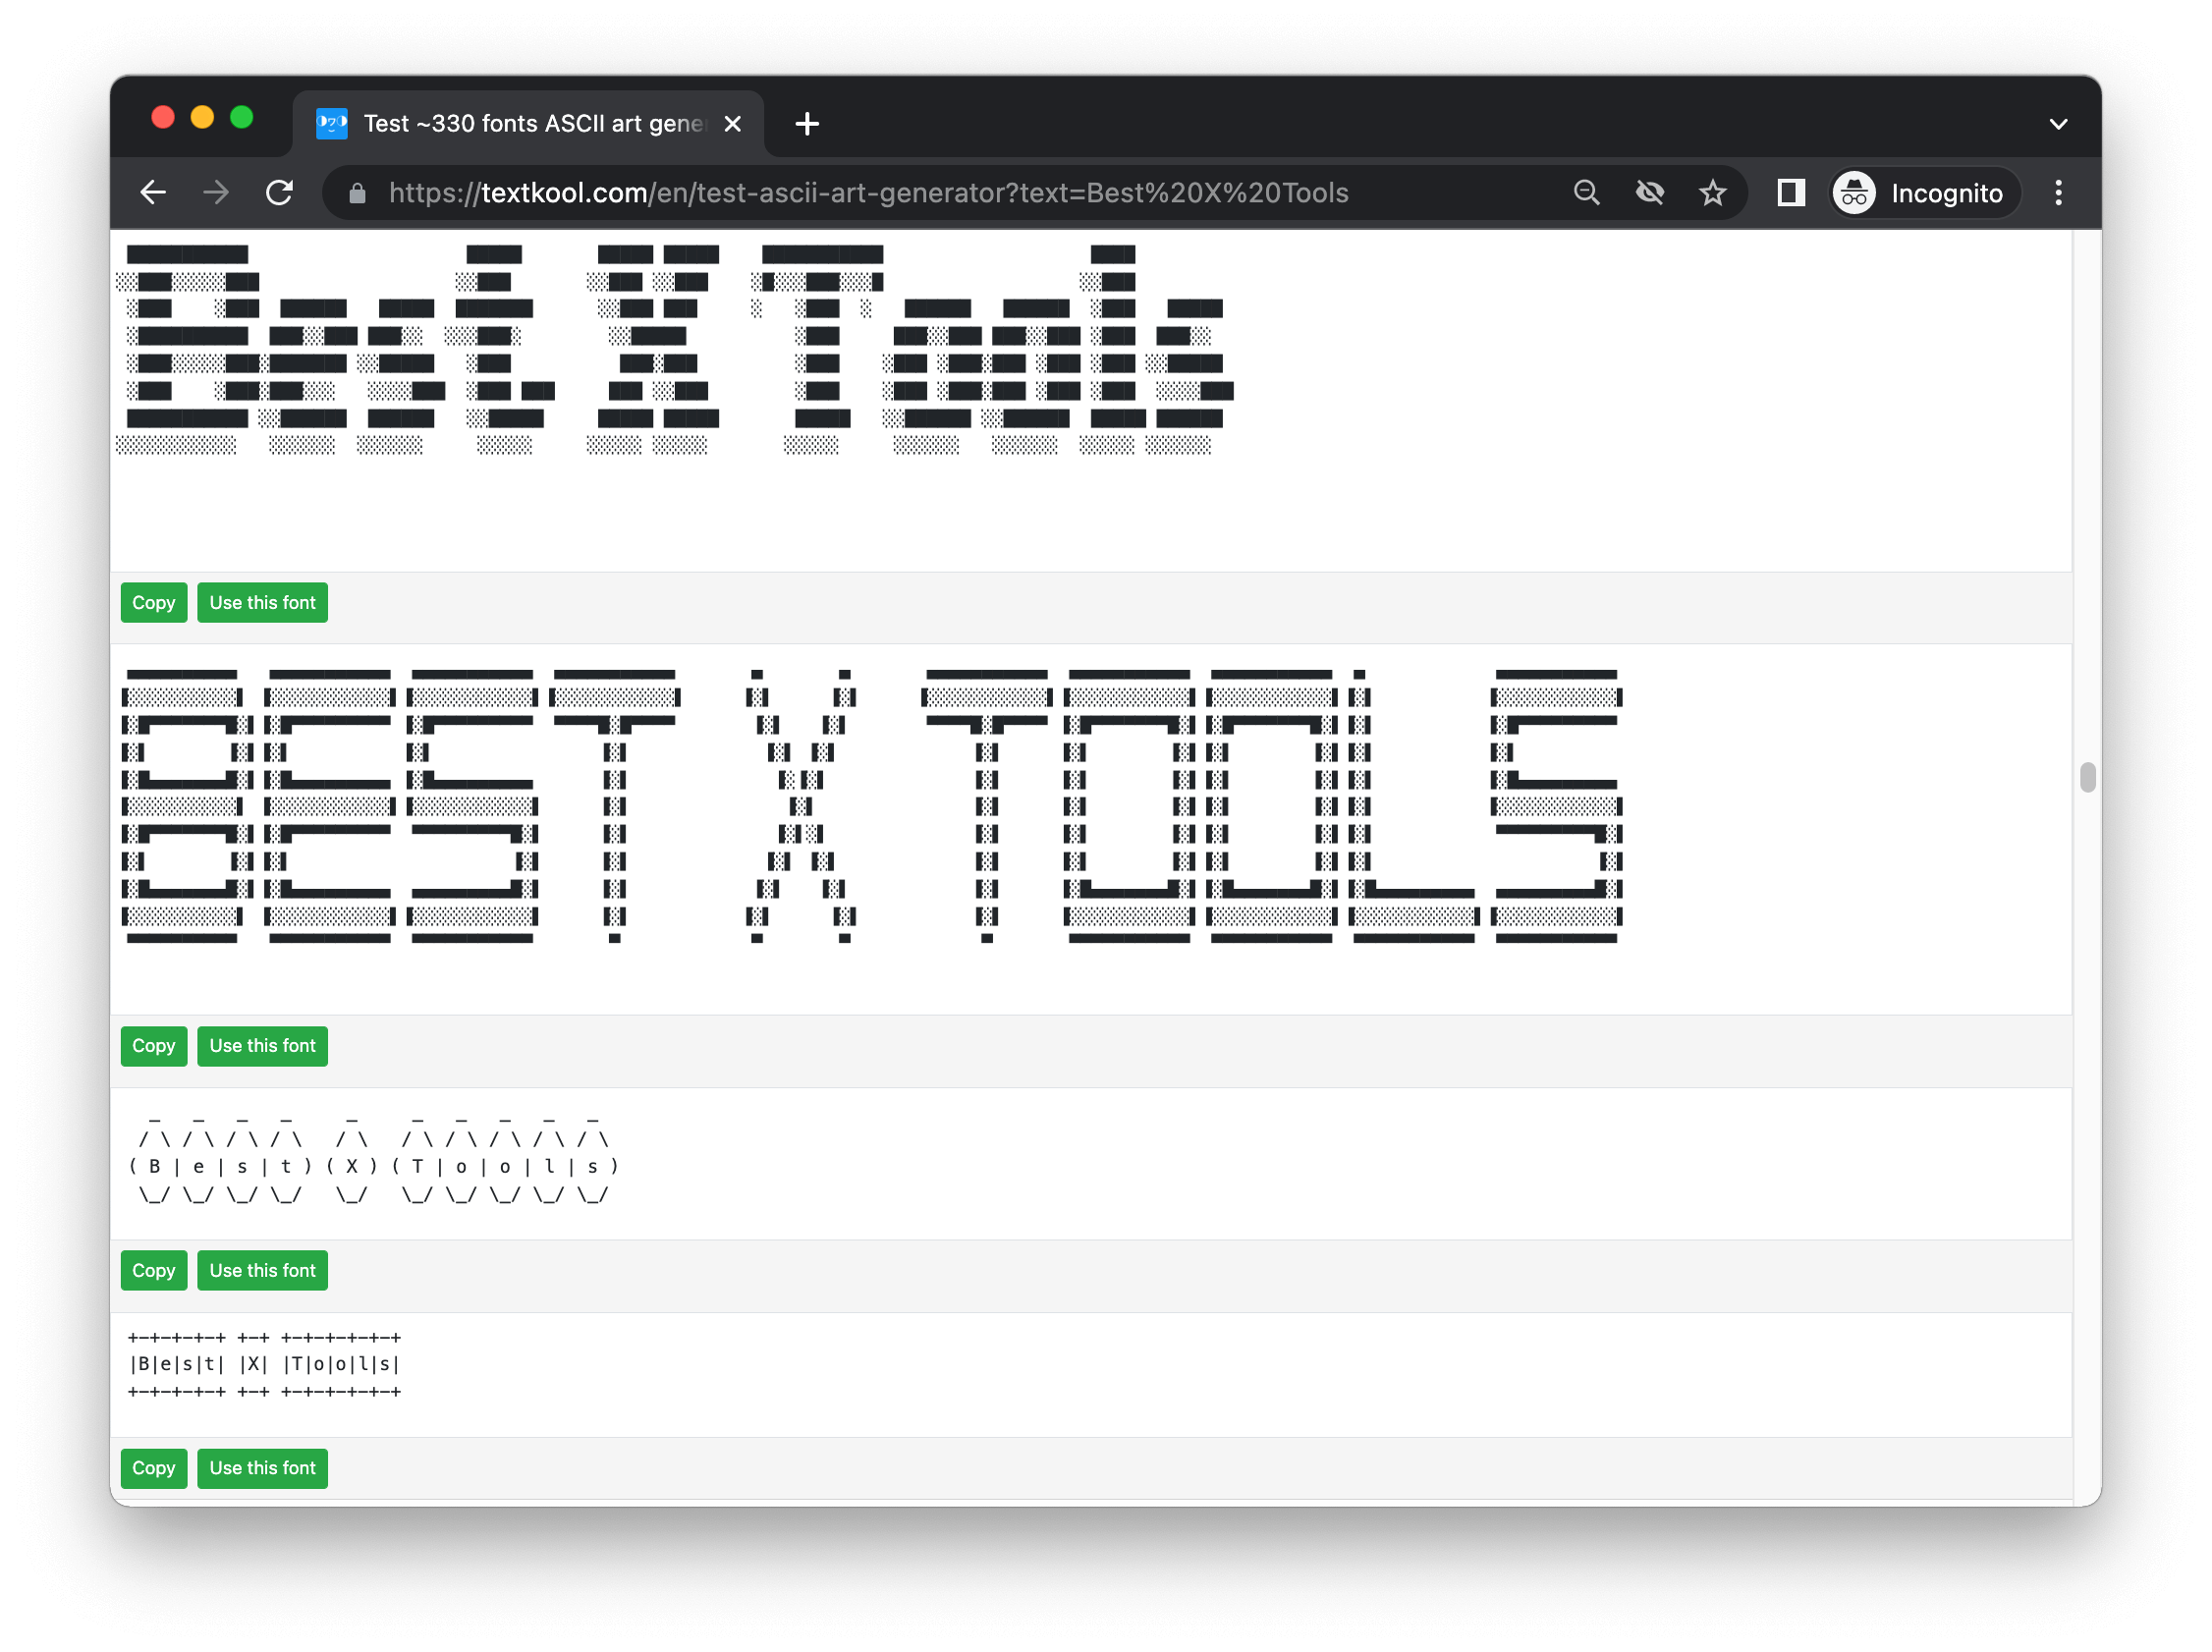 Test ~330 fonts ASCII art gene
https://textkool.com/en/test-ascii-art-generator?text=Best%20X%20Tools
Incognito
Best X Tools
Copy Use this font
BEST X TOOLS
Copy Use this font
( B | e | s | t ) ( X ) ( T | o | o | l | s )
Copy Use this font
+-+-+-+-+ +-+ +-+-+-+-+-+
|B|e|s|t| |X| |T|o|o|l|s|
+-+-+-+-+ +-+ +-+-+-+-+-+
Copy Use this font